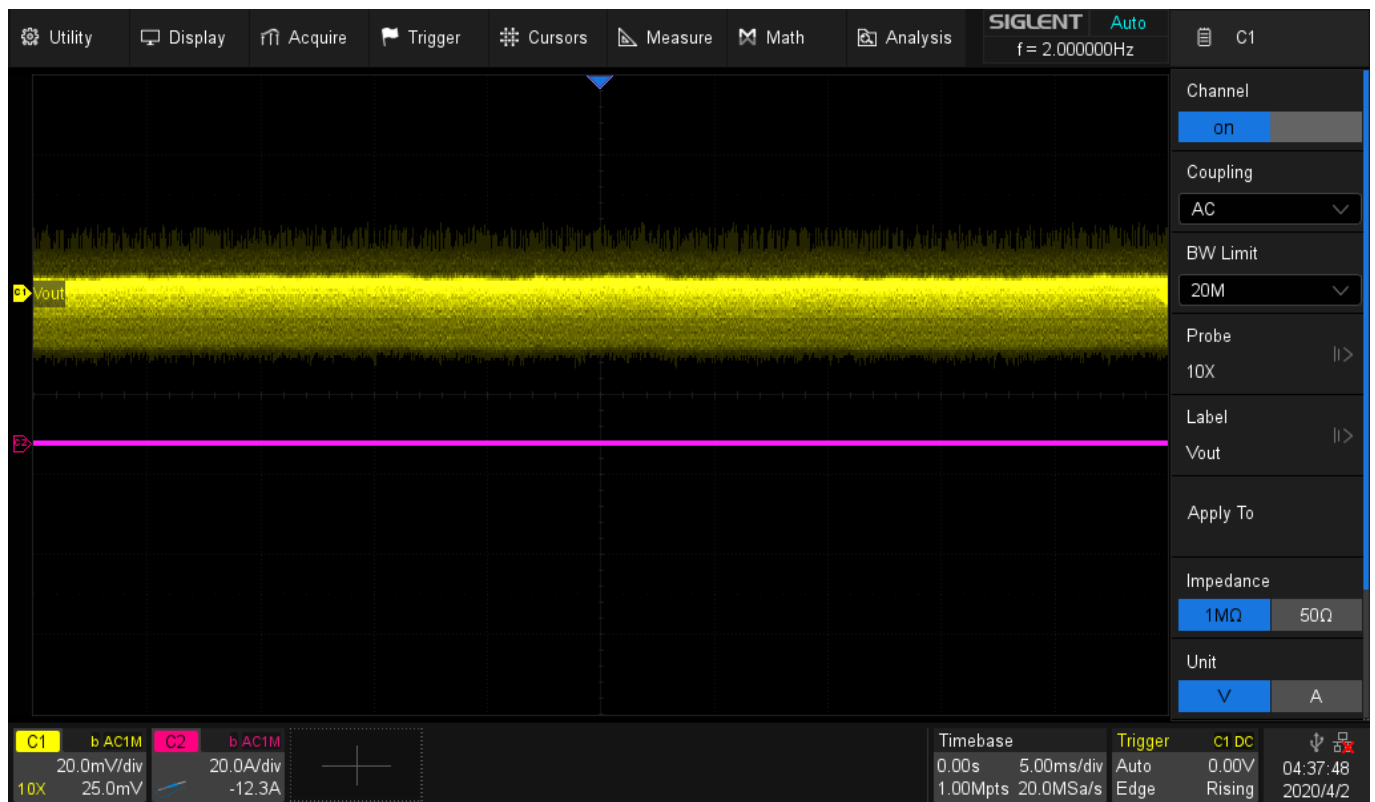 Utility
Display
Acquire
Trigger
Cursors
Measure
Math
Analysis
SIGLENT Auto
f = 2.000000Hz
C1
Channel
on
Coupling
AC
BW Limit
20M
Probe
10X
Label
Vout
Apply To
Impedance
1MΩ 50Ω
Unit
V A
C1 Vout
C2
C1 b AC1M
20.0mV/div
10X 25.0mV
C2 b AC1M
20.0A/div
-12.3A
Timebase
0.00s 5.00ms/div
1.00Mpts 20.0MSa/s
Trigger C1 DC
Auto 0.00V
Edge Rising
04:37:48
2020/4/2